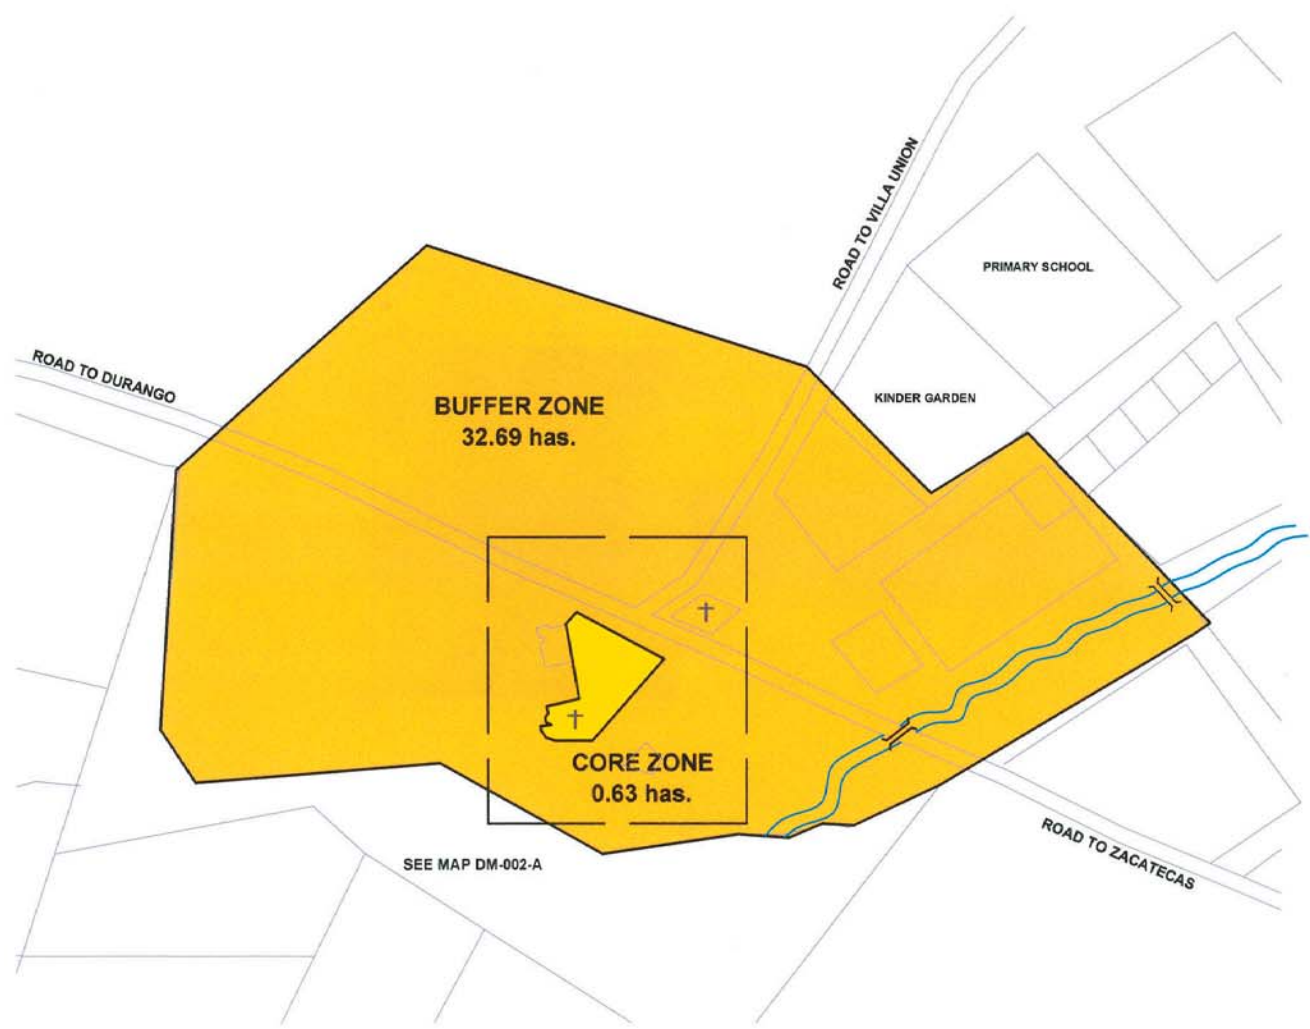 ROAD TO VILLA UNION
PRIMARY SCHOOL
ROAD TO DURANGO
KINDER GARDEN
BUFFER ZONE
32.69 has.
CORE ZONE
0.63 has.
ROAD TO ZACATECAS
SEE MAP DM-002-A